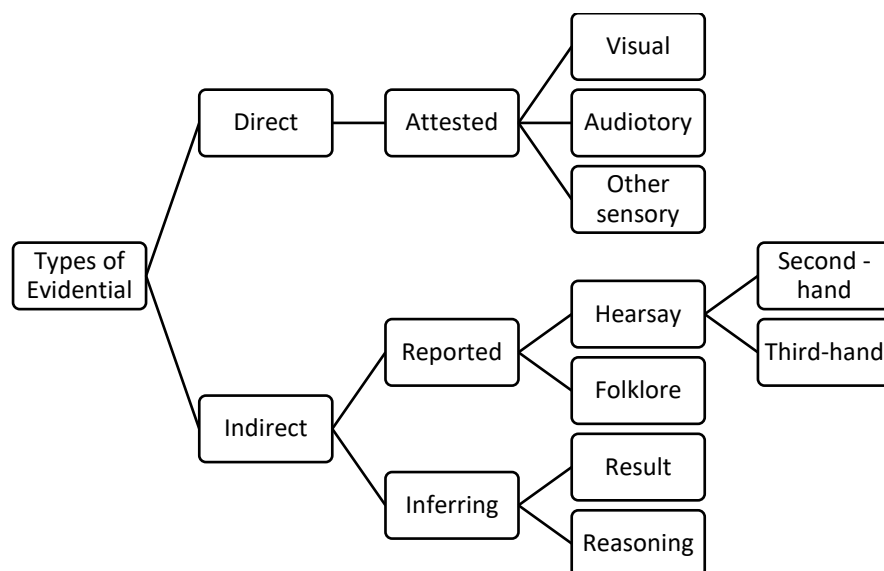 Visual
Direct
Attested
Audiotory
Other
sensory
Types of
Evidential
Second -
hand
Hearsay
Reported
Third-hand
Folklore
Indirect
Result
Inferring
Reasoning